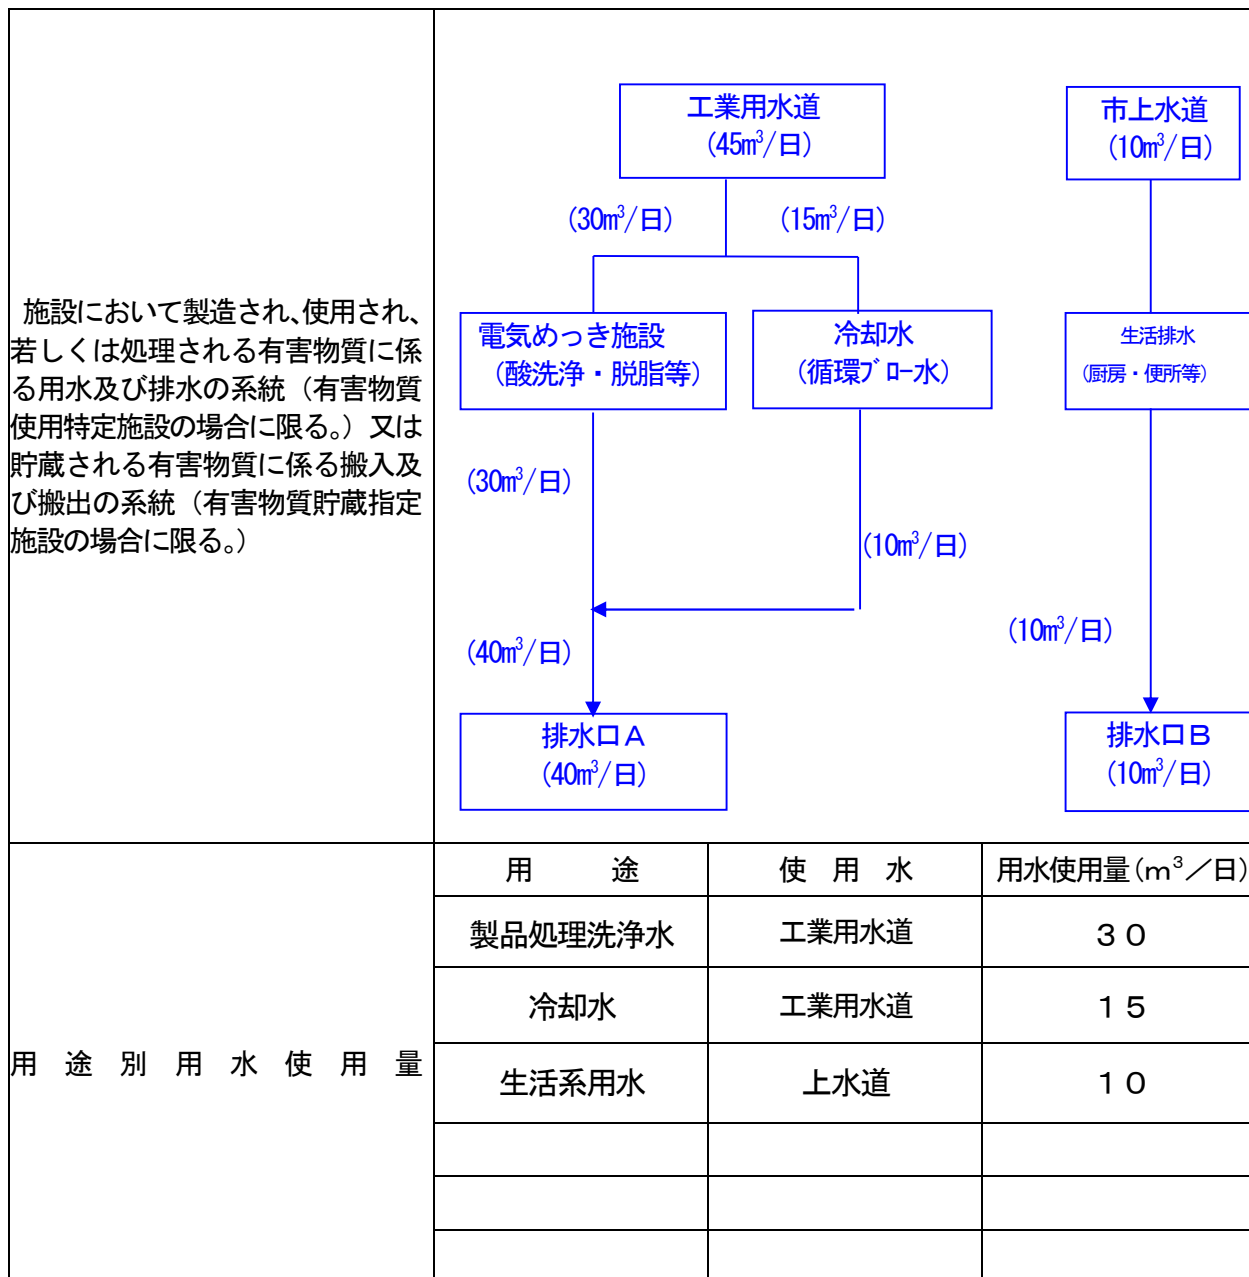 施設において製造され、使用され、
若しくは処理される有害物質に係
る用水及び排水の系統（有害物質
使用特定施設の場合に限る。）又は
貯蔵される有害物質に係る搬入及
び搬出の系統（有害物質貯蔵指定
施設の場合に限る。）
工業用水道
(45m³/日)
市上水道
(10m³/日)
(30m³/日)
(15m³/日)
電気めっき施設
（酸洗浄・脱脂等）
冷却水
（循環ブロー水）
生活排水
（厨房・便所等）
(30m³/日)
(10m³/日)
(40m³/日)
(10m³/日)
排水口Ａ
(40m³/日)
排水口Ｂ
(10m³/日)
用途別用水使用量
用　途　使用水　用水使用量（ｍ³／日）
製品処理洗浄水　工業用水道　３０
冷却水　工業用水道　１５
生活系用水　上水道　１０